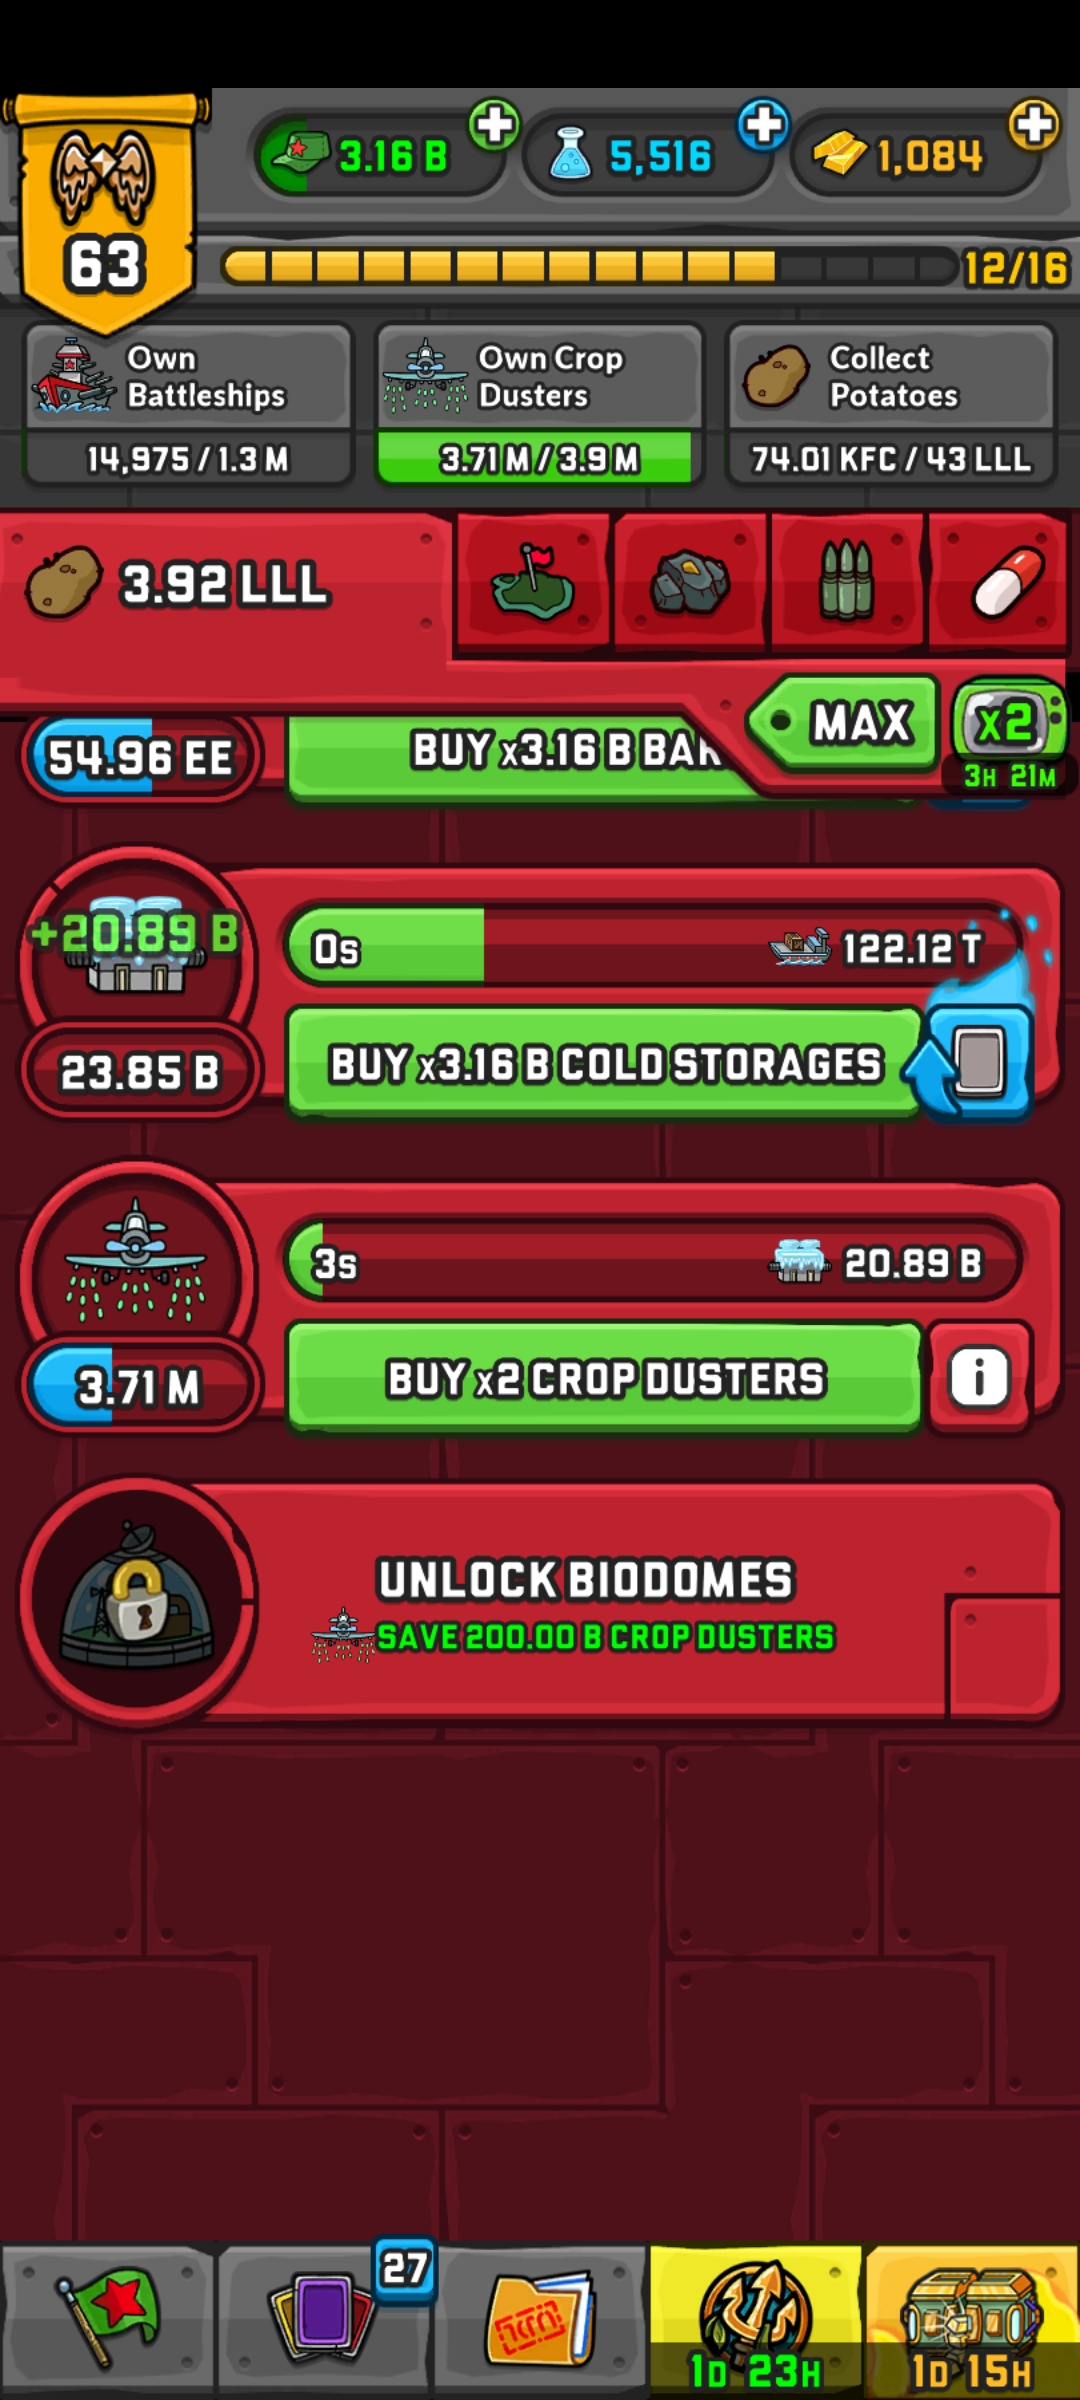 3.16 B
5,516
1,084
63
12/16
Own
Battleships
14,975 / 1.3 M
Own Crop
Dusters
3.71 M / 3.9 M
Collect
Potatoes
74.01 KFC / 43 LLL
3.92 LLL
MAX
x2
3H 21M
54.96 EE
BUY x3.16 B
+20.89 B
0s
122.12 T
23.85 B
BUY x3.16 B COLD STORAGES
3s
20.89 B
3.71 M
BUY x2 CROP DUSTERS
i
UNLOCK BIODOMES
SAVE 200.00 B CROP DUSTERS
27
1D 23H
1D 15H